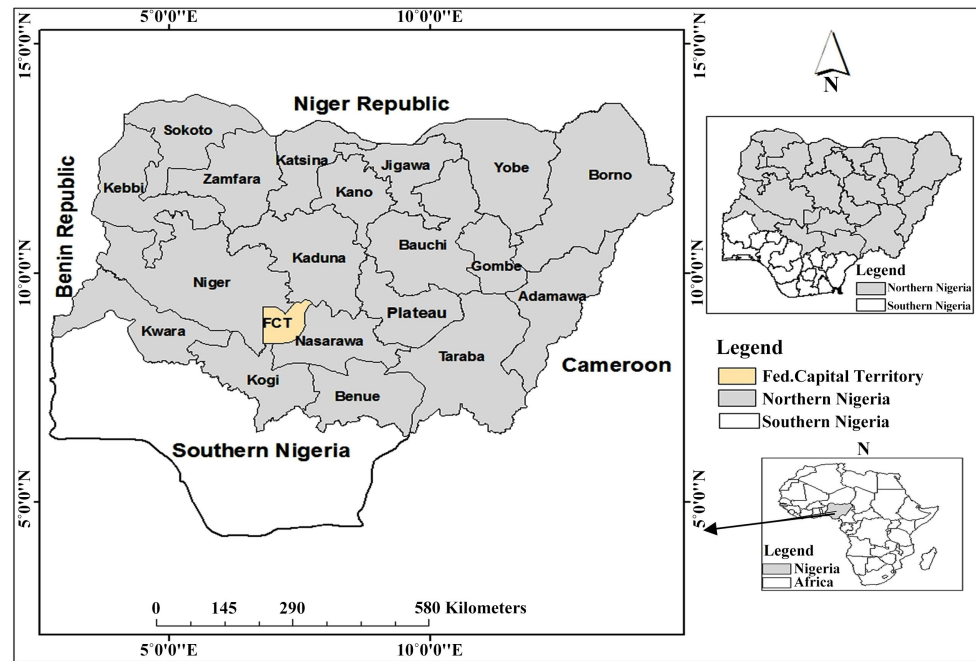 5°0'0"E
10°0'0"E
15°0'0"N
15°0'0"N
N
Niger Republic
Sokoto
Katsina
Jigawa
Yobe
Borno
Kebbi
Zamfara
Kano
Benin Republic
Bauchi
Kaduna
Gombe
Niger
Adamawa
10°0'0"N
10°0'0"N
Legend
Northern Nigeria
Southern Nigeria
FCT
Plateau
Kwara
Nasarawa
Taraba
Cameroon
Kogi
Benue
Legend
Fed.Capital Territory
Northern Nigeria
Southern Nigeria
Southern Nigeria
N
5°0'0"N
5°0'0"N
Legend
Nigeria
Africa
0 145 290 580 Kilometers
5°0'0"E
10°0'0"E